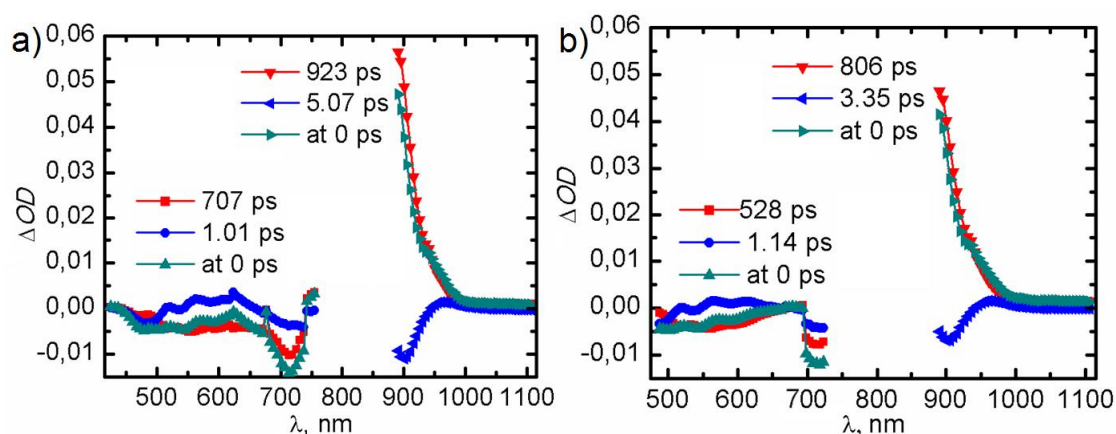 a)
0,06
0,05
0,04
0,03
0,02
0,01
0,00
-0,01
ΔOD
923 ps
5.07 ps
at 0 ps
707 ps
1.01 ps
at 0 ps
400 500 600 700 800 900 1000 1100
λ, nm
b)
0,06
0,05
0,04
0,03
0,02
0,01
0,00
-0,01
806 ps
3.35 ps
at 0 ps
528 ps
1.14 ps
at 0 ps
500 600 700 800 900 1000 1100
λ, nm